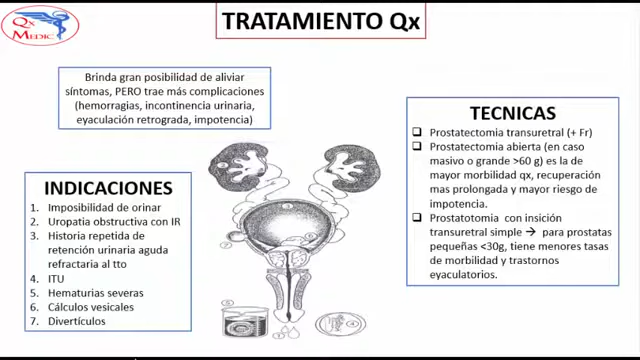 Qx
MEDIC
TRATAMIENTO Qx
Brinda gran posibilidad de aliviar
síntomas, PERO trae más complicaciones
(hemorragias, incontinencia urinaria,
eyaculación retrograda, impotencia)
INDICACIONES
1. Imposibilidad de orinar
2. Uropatia obstructiva con IR
3. Historia repetida de
retención urinaria aguda
refractaria al tto
4. ITU
5. Hematurias severas
6. Cálculos vesicales
7. Divertículos
TECNICAS
Prostatectomia transuretral (+ Fr)
Prostatectomia abierta (en caso
masivo o grande >60 g) es la de
mayor morbilidad qx, recuperación
mas prolongada y mayor riesgo de
impotencia.
Prostatotomia con insición
transuretral simple → para prostatas
pequeñas <30g, tiene menores tasas
de morbilidad y trastornos
eyaculatorios.